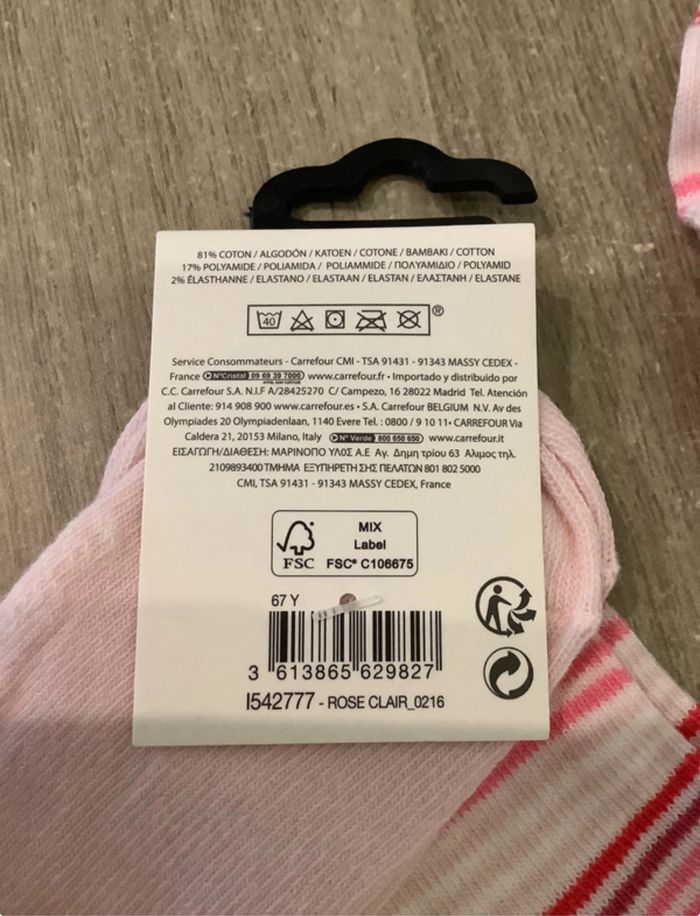 81% COTON / ALGODÓN / KATOEN / COTONE / ΒΑΜΒΑΚΙ / COTTON
17% POLYAMIDE / POLIAMIDA / POLIAMMIDE / ΠΟΛΥΑΜΙΔΙΟ / POLYAMID
2% ÉLASTHANNE / ELASTANO / ELASTAAN / ELASTAN / ΕΛΑΣΤΑΝΗ / ELASTANE
40 ®
Service Consommateurs - Carrefour CMI - TSA 91431 - 91343 MASSY CEDEX -
France N°Cristal 09 69 39 7000 www.carrefour.fr • Importado y distribuido por
C.C. Carrefour S.A. N.I.F A/28425270 C/ Campezo, 16 28022 Madrid Tel. Atención
al Cliente: 914 908 900 www.carrefour.es • S.A. Carrefour BELGIUM N.V. Av des
Olympiades 20 Olympiadenlaan, 1140 Evere Tel. : 0800 / 9 10 11 • CARREFOUR Via
Caldera 21, 20153 Milano, Italy N° Verde 800 650 650 www.carrefour.it
ΕΙΣΑΓΩΓΗ/ΔΙΑΘΕΣΗ: ΜΑΡΙΝΟΠΟ ΥΛΟΣ Α.Ε Αγ. Δημη τρίου 63 Αλιμος τηλ.
2109893400 ΤΜΗΜΑ ΕΞΥΠΗΡΕΤΗ ΣΗΣ ΠΕΛΑΤΩΝ 801 802 5000
CMI, TSA 91431 - 91343 MASSY CEDEX, France
MIX
Label
FSC FSC® C106675
67 Y
3 613865 629827
I542777 - ROSE CLAIR_0216